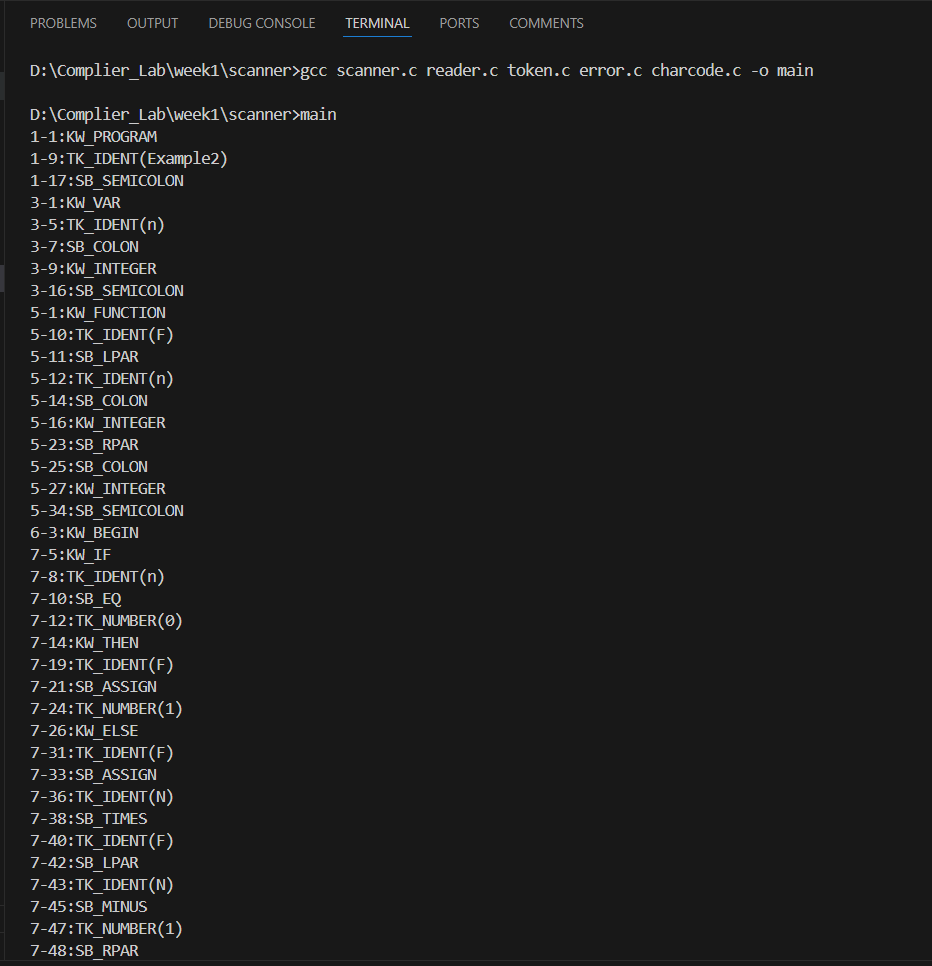 PROBLEMS OUTPUT DEBUG CONSOLE TERMINAL PORTS COMMENTS
D:\Complier_Lab\week1\scanner>gcc scanner.c reader.c token.c error.c charcode.c -o main
D:\Complier_Lab\week1\scanner>main
1-1:KW_PROGRAM
1-9:TK_IDENT(Example2)
1-17:SB_SEMICOLON
3-1:KW_VAR
3-5:TK_IDENT(n)
3-7:SB_COLON
3-9:KW_INTEGER
3-16:SB_SEMICOLON
5-1:KW_FUNCTION
5-10:TK_IDENT(F)
5-11:SB_LPAR
5-12:TK_IDENT(n)
5-14:SB_COLON
5-16:KW_INTEGER
5-23:SB_RPAR
5-25:SB_COLON
5-27:KW_INTEGER
5-34:SB_SEMICOLON
6-3:KW_BEGIN
7-5:KW_IF
7-8:TK_IDENT(n)
7-10:SB_EQ
7-12:TK_NUMBER(0)
7-14:KW_THEN
7-19:TK_IDENT(F)
7-21:SB_ASSIGN
7-24:TK_NUMBER(1)
7-26:KW_ELSE
7-31:TK_IDENT(F)
7-33:SB_ASSIGN
7-36:TK_IDENT(N)
7-38:SB_TIMES
7-40:TK_IDENT(F)
7-42:SB_LPAR
7-43:TK_IDENT(N)
7-45:SB_MINUS
7-47:TK_NUMBER(1)
7-48:SB_RPAR